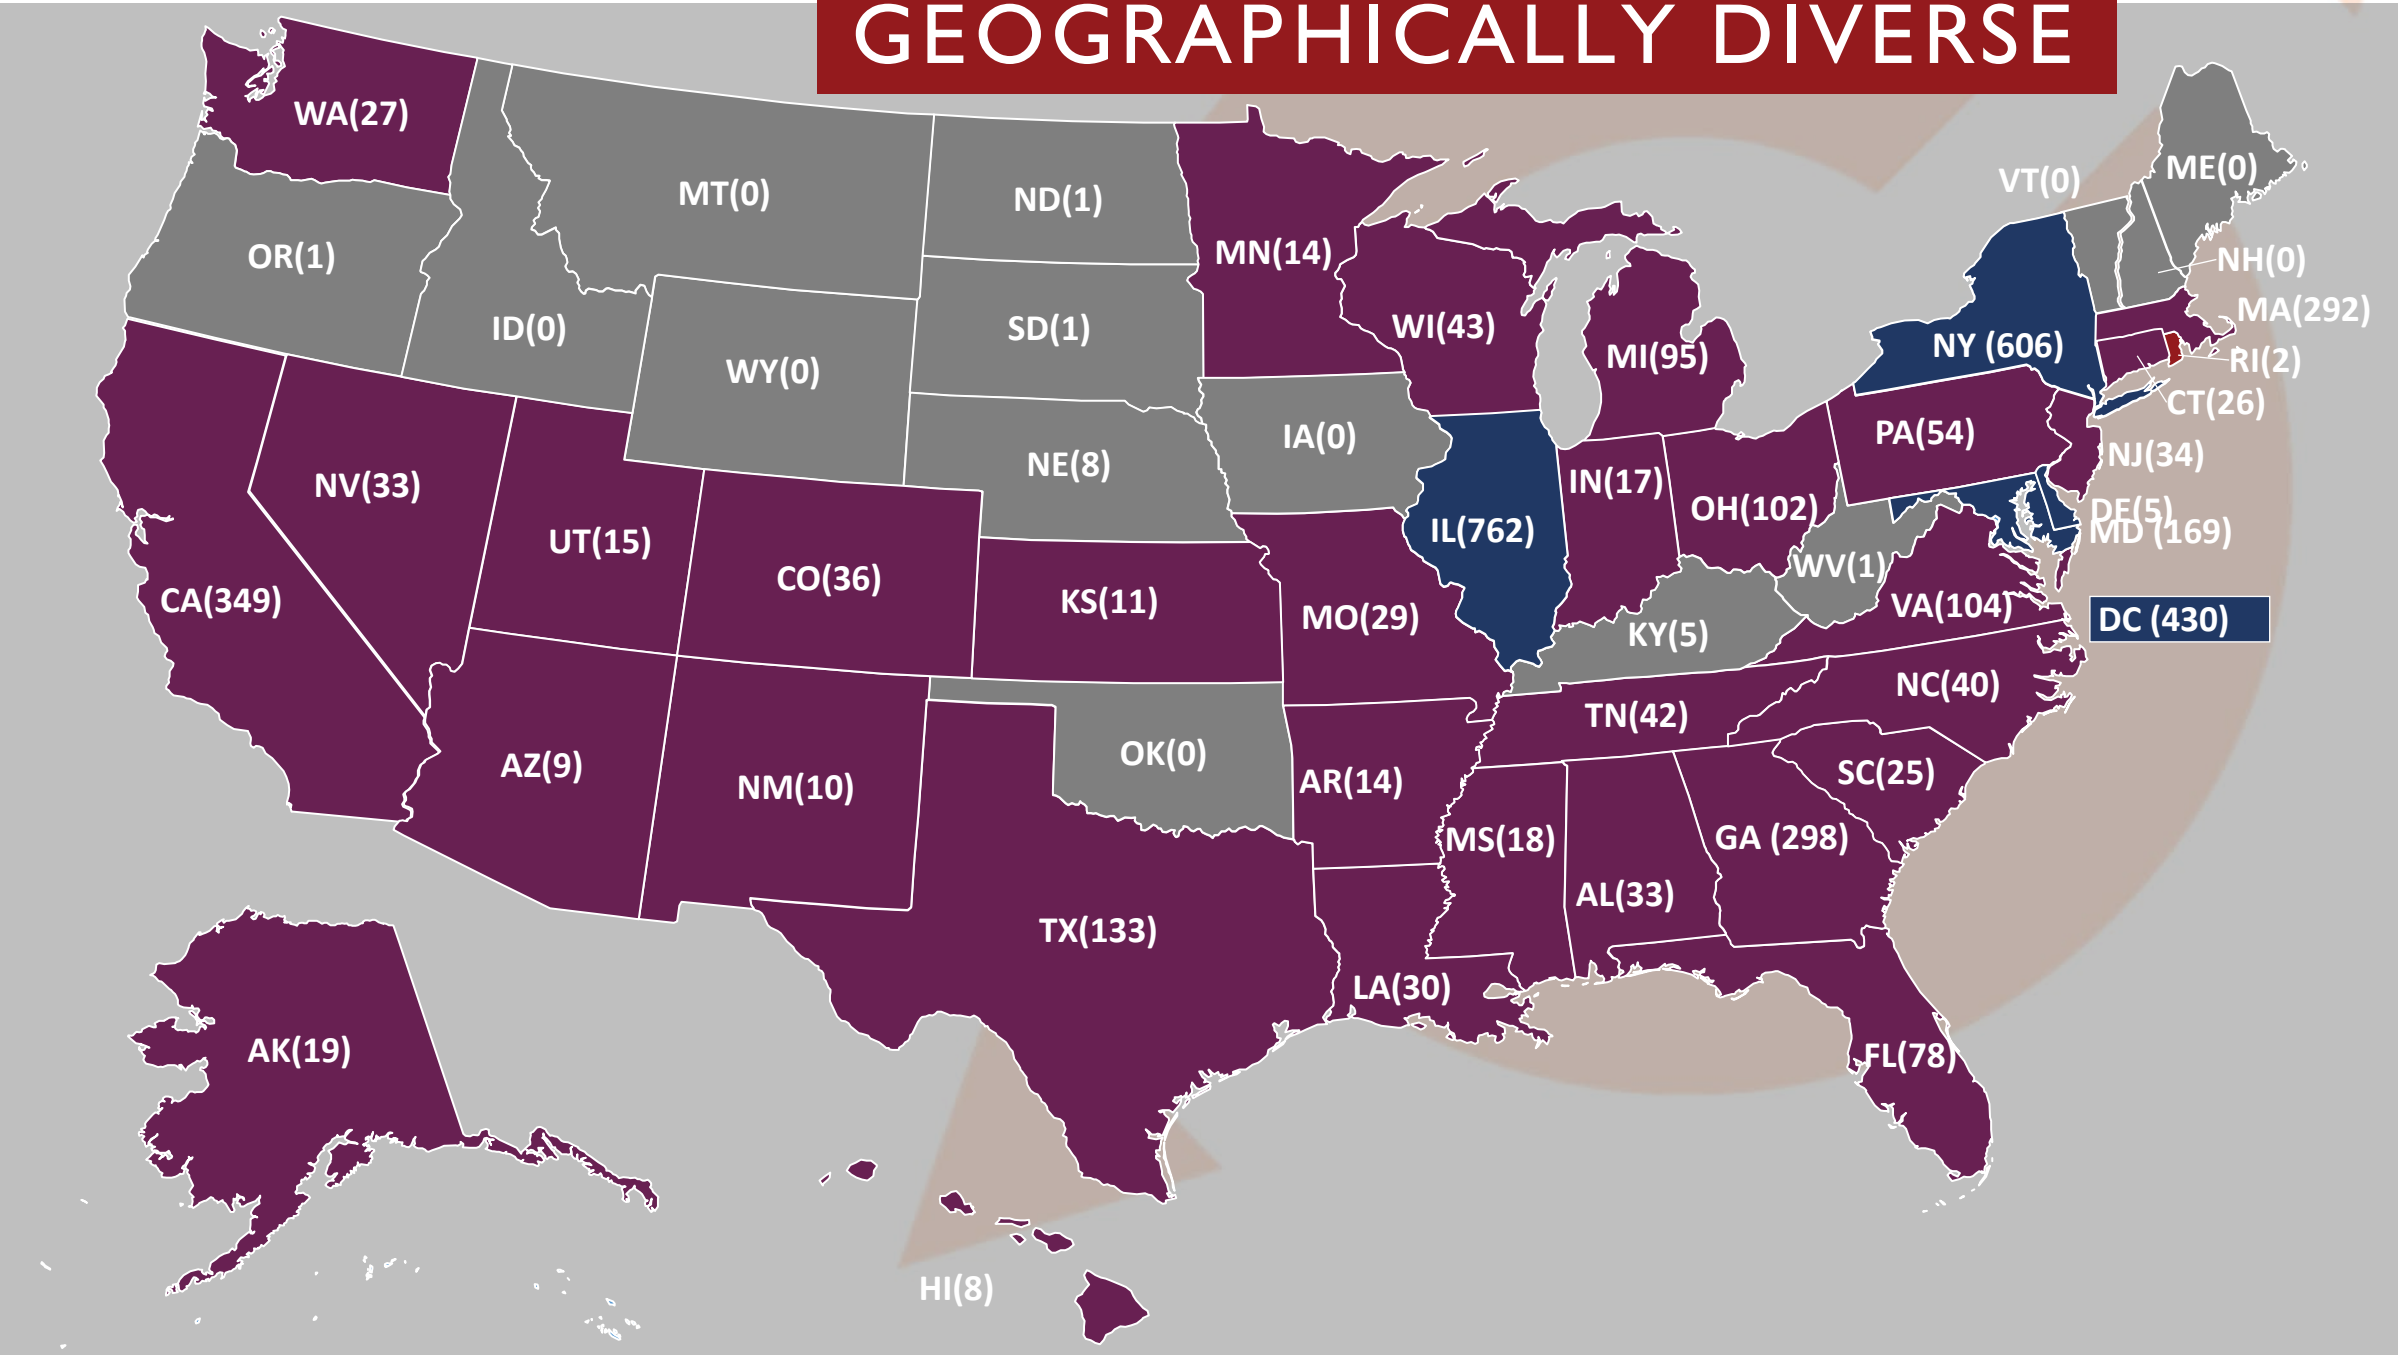 GEOGRAPHICALLY DIVERSE
WA(27)
MT(0)
ND(1)
VT(0)
ME(0)
OR(1)
MN(14)
NH(0)
ID(0)
SD(1)
WI(43)
MA(292)
WY(0)
MI(95)
NY (606)
RI(2)
CT(26)
IA(0)
PA(54)
NE(8)
NJ(34)
NV(33)
IN(17)
OH(102)
DE(5)
UT(15)
IL(762)
MD (169)
CO(36)
WV(1)
CA(349)
KS(11)
MO(29)
VA(104)
DC (430)
KY(5)
NC(40)
TN(42)
AZ(9)
NM(10)
OK(0)
AR(14)
SC(25)
MS(18)
GA (298)
AL(33)
TX(133)
LA(30)
AK(19)
FL(78)
HI(8)